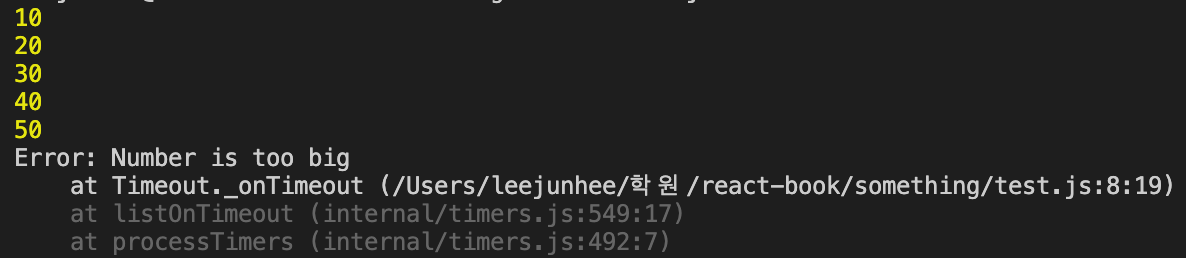 10
20
30
40
50
Error: Number is too big
at Timeout._onTimeout (/Users/leejunhee/학원/react-book/something/test.js:8:19)
at listOnTimeout (internal/timers.js:549:17)
at processTimers (internal/timers.js:492:7)